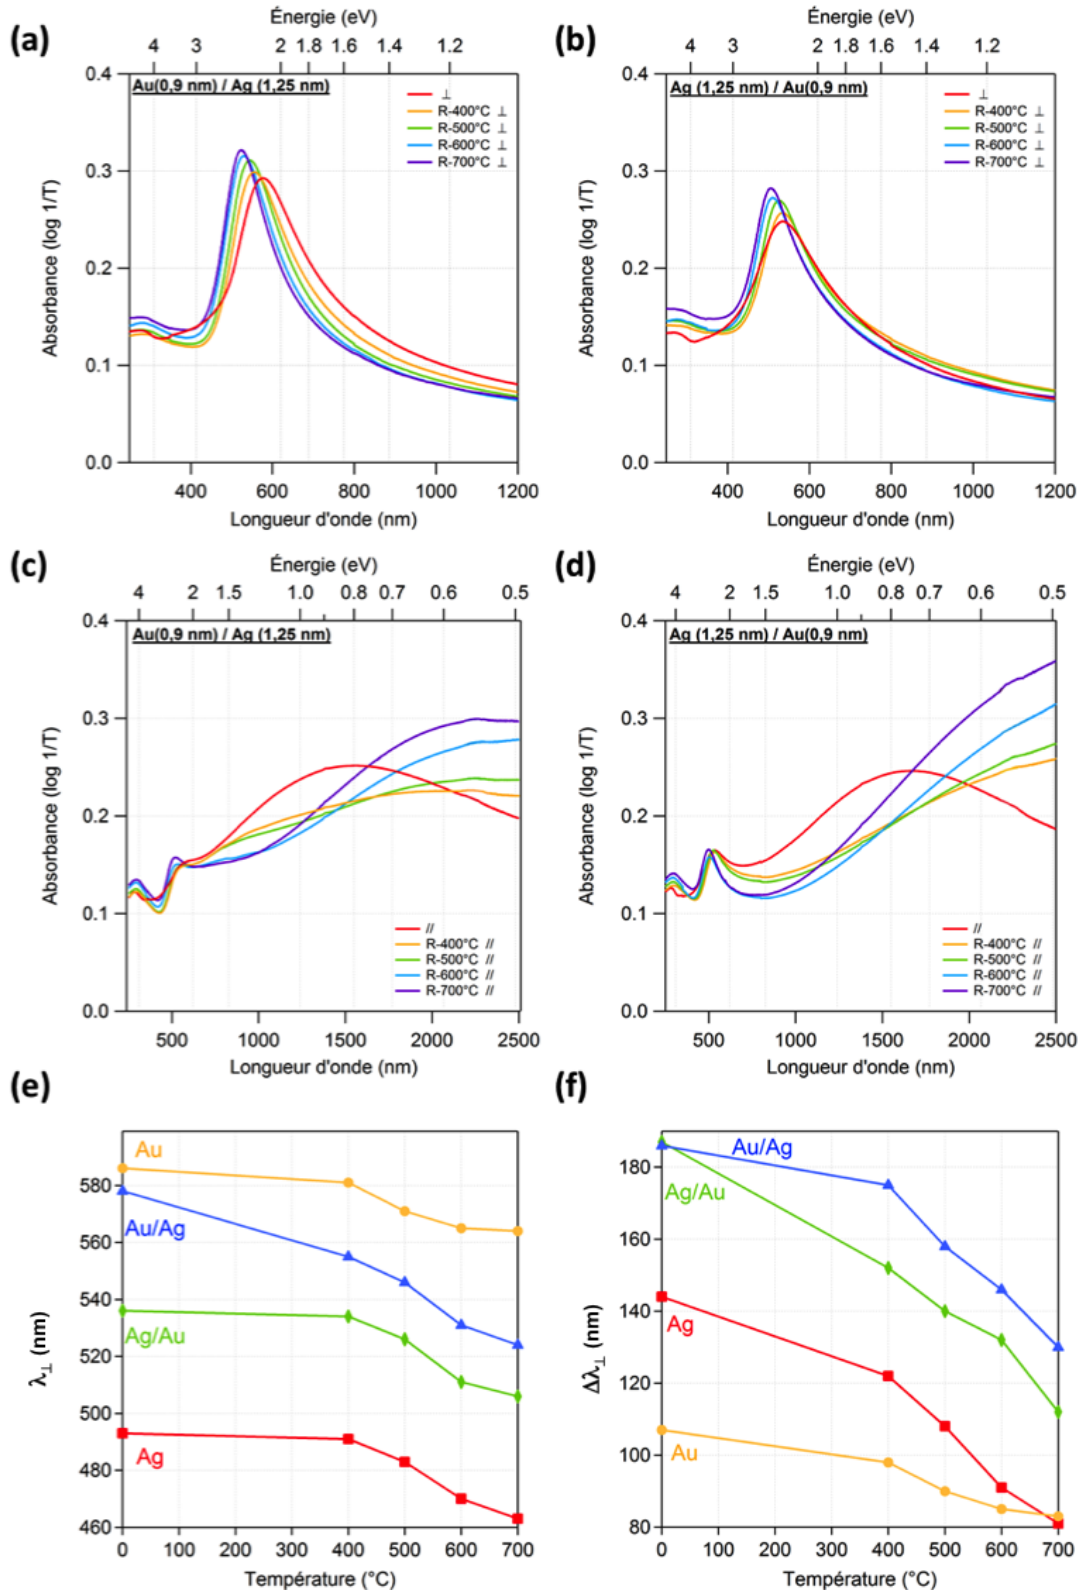 (a)
Énergie (eV)
4 3 2 1.8 1.6 1.4 1.2
Au(0,9 nm) / Ag (1,25 nm)
⊥
R-400°C ⊥
R-500°C ⊥
R-600°C ⊥
R-700°C ⊥
Absorbance (log 1/T)
0.4
0.3
0.2
0.1
0.0
400 600 800 1000 1200
Longueur d'onde (nm)
(b)
Énergie (eV)
4 3 2 1.8 1.6 1.4 1.2
Ag (1,25 nm) / Au(0,9 nm)
⊥
R-400°C ⊥
R-500°C ⊥
R-600°C ⊥
R-700°C ⊥
Absorbance (log 1/T)
0.4
0.3
0.2
0.1
0.0
400 600 800 1000 1200
Longueur d'onde (nm)
(c)
Énergie (eV)
4 3 2 1.5 1.0 0.8 0.7 0.6 0.5
Au(0,9 nm) / Ag (1,25 nm)
Absorbance (log 1/T)
0.4
0.3
0.2
0.1
0.0
//
R-400°C //
R-500°C //
R-600°C //
R-700°C //
500 1000 1500 2000 2500
Longueur d'onde (nm)
(d)
Énergie (eV)
4 3 2 1.5 1.0 0.9 0.8 0.7 0.6 0.5
Ag (1,25 nm) / Au(0,9 nm)
Absorbance (log 1/T)
0.4
0.3
0.2
0.1
0.0
//
R-400°C //
R-500°C //
R-600°C //
R-700°C //
500 1000 1500 2000 2500
Longueur d'onde (nm)
(e)
Au
Au/Ag
Ag/Au
Ag
λ⊥ (nm)
580
560
540
520
500
480
460
0 100 200 300 400 500 600 700
Température (°C)
(f)
Au/Ag
Ag/Au
Ag
Au
Δλ⊥ (nm)
180
160
140
120
100
80
0 100 200 300 400 500 600 700
Température (°C)